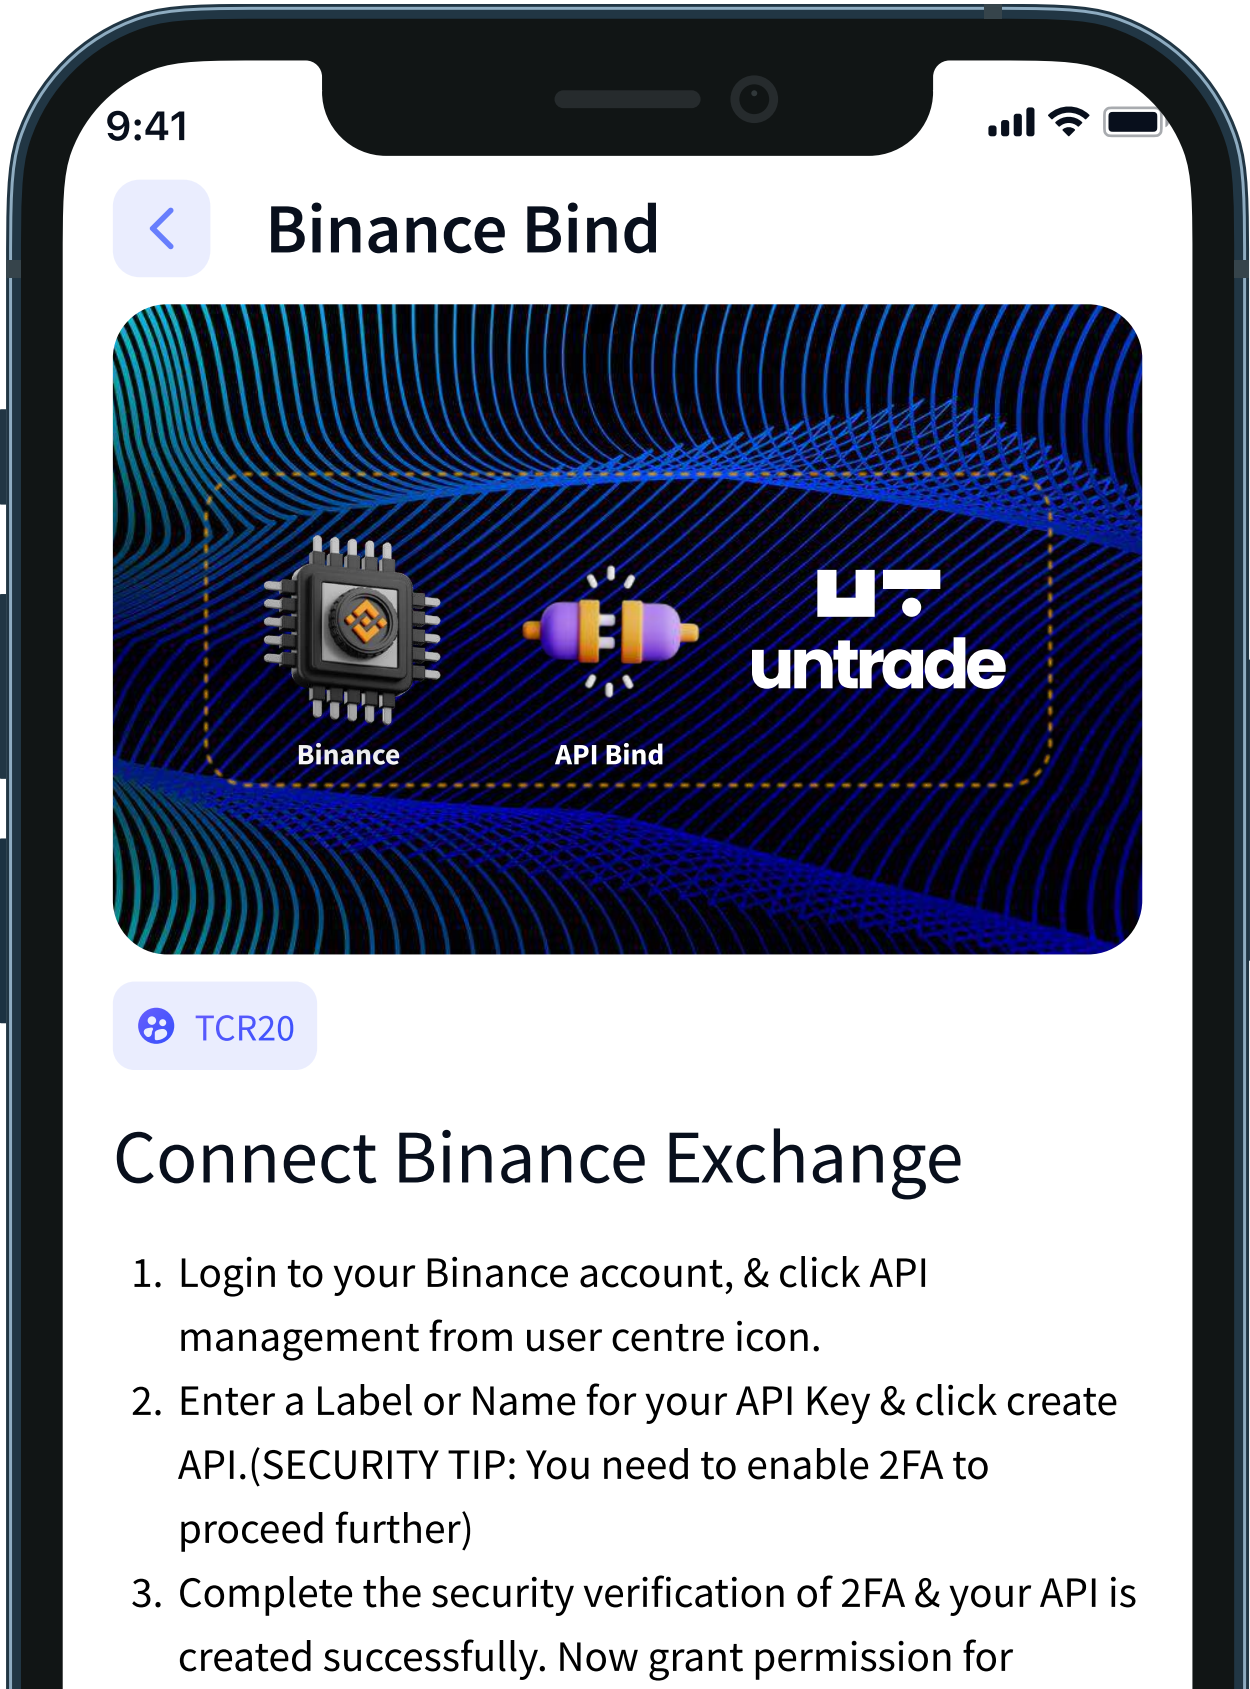 9:41
Binance Bind
untrade
Binance
API Bind
TCR20
Connect Binance Exchange
1. Login to your Binance account, & click API
management from user centre icon.
2. Enter a Label or Name for your API Key & click create
API.(SECURITY TIP: You need to enable 2FA to
proceed further)
3. Complete the security verification of 2FA & your API is
created successfully. Now grant permission for